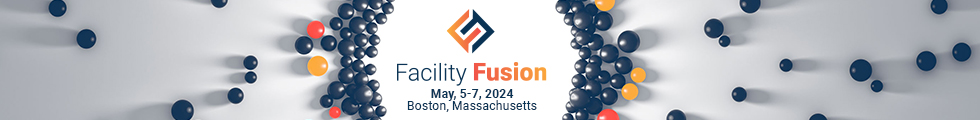 Facility Fusion
May, 5-7, 2024
Boston, Massachusetts